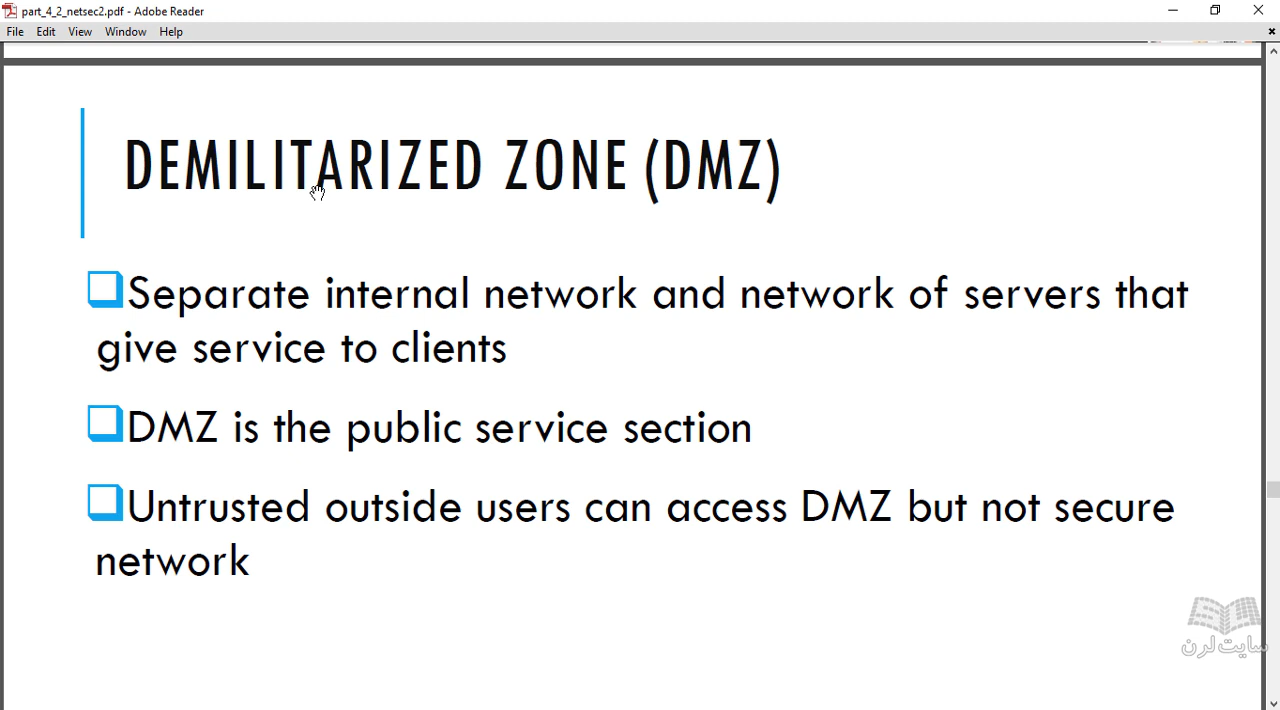 part_4_2_netsec2.pdf - Adobe Reader
File Edit View Window Help
DEMILITARIZED ZONE (DMZ)
Separate internal network and network of servers that
give service to clients
DMZ is the public service section
Untrusted outside users can access DMZ but not secure
network
سایت‌لرن